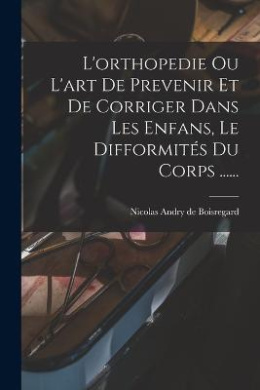 L'orthopedie Ou
L'art De Prevenir Et
De Corriger Dans
Les Enfans, Le
Difformités Du
Corps ......
Nicolas Andry de Boisregard